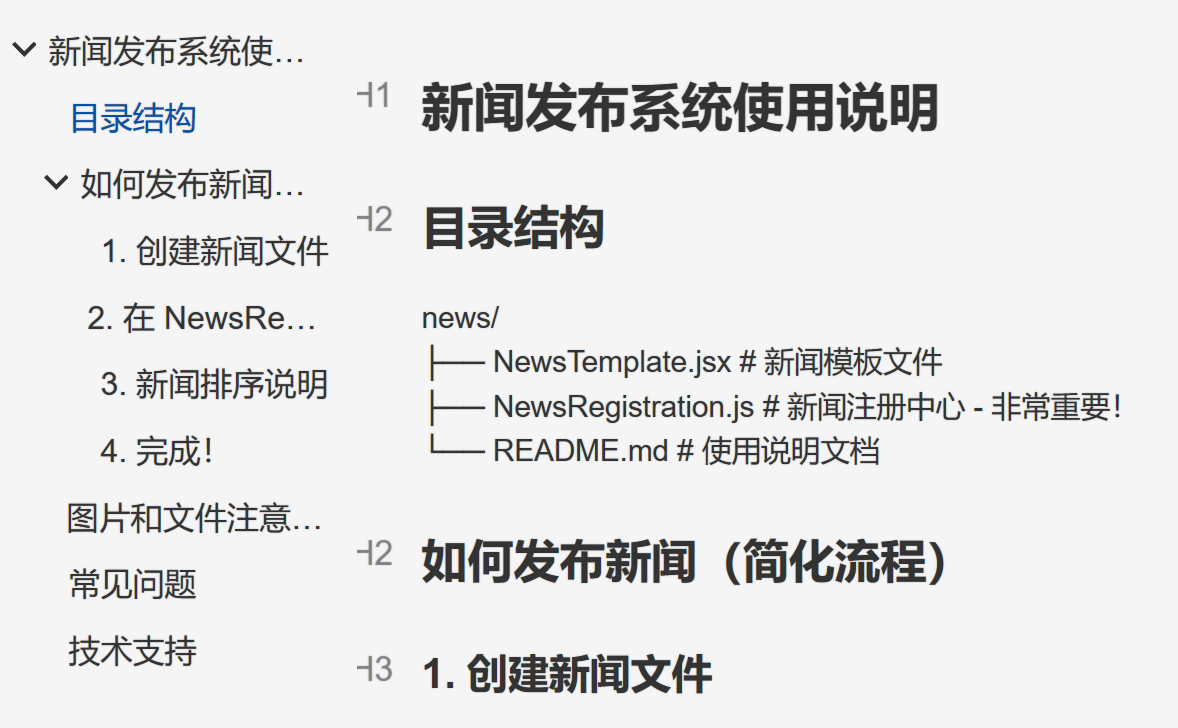 新闻发布系统使…
目录结构
如何发布新闻…
1. 创建新闻文件
2. 在 NewsRe…
3. 新闻排序说明
4. 完成！
图片和文件注意…
常见问题
技术支持
H1 新闻发布系统使用说明
H2 目录结构
news/
├── NewsTemplate.jsx # 新闻模板文件
├── NewsRegistration.js # 新闻注册中心 - 非常重要！
└── README.md # 使用说明文档
H2 如何发布新闻（简化流程）
H3 1. 创建新闻文件